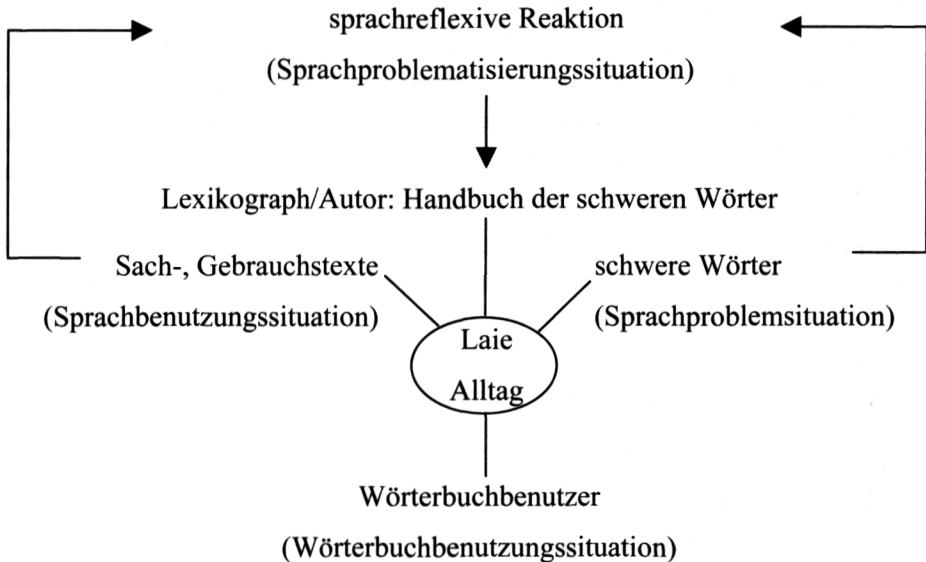 sprachreflexive Reaktion
(Sprachproblematisierungssituation)
Lexikograph/Autor: Handbuch der schweren Wörter
Sach-, Gebrauchstexte
(Sprachbenutzungssituation)
schwere Wörter
(Sprachproblemsituation)
Laie
Alltag
Wörterbuchbenutzer
(Wörterbuchbenutzungssituation)